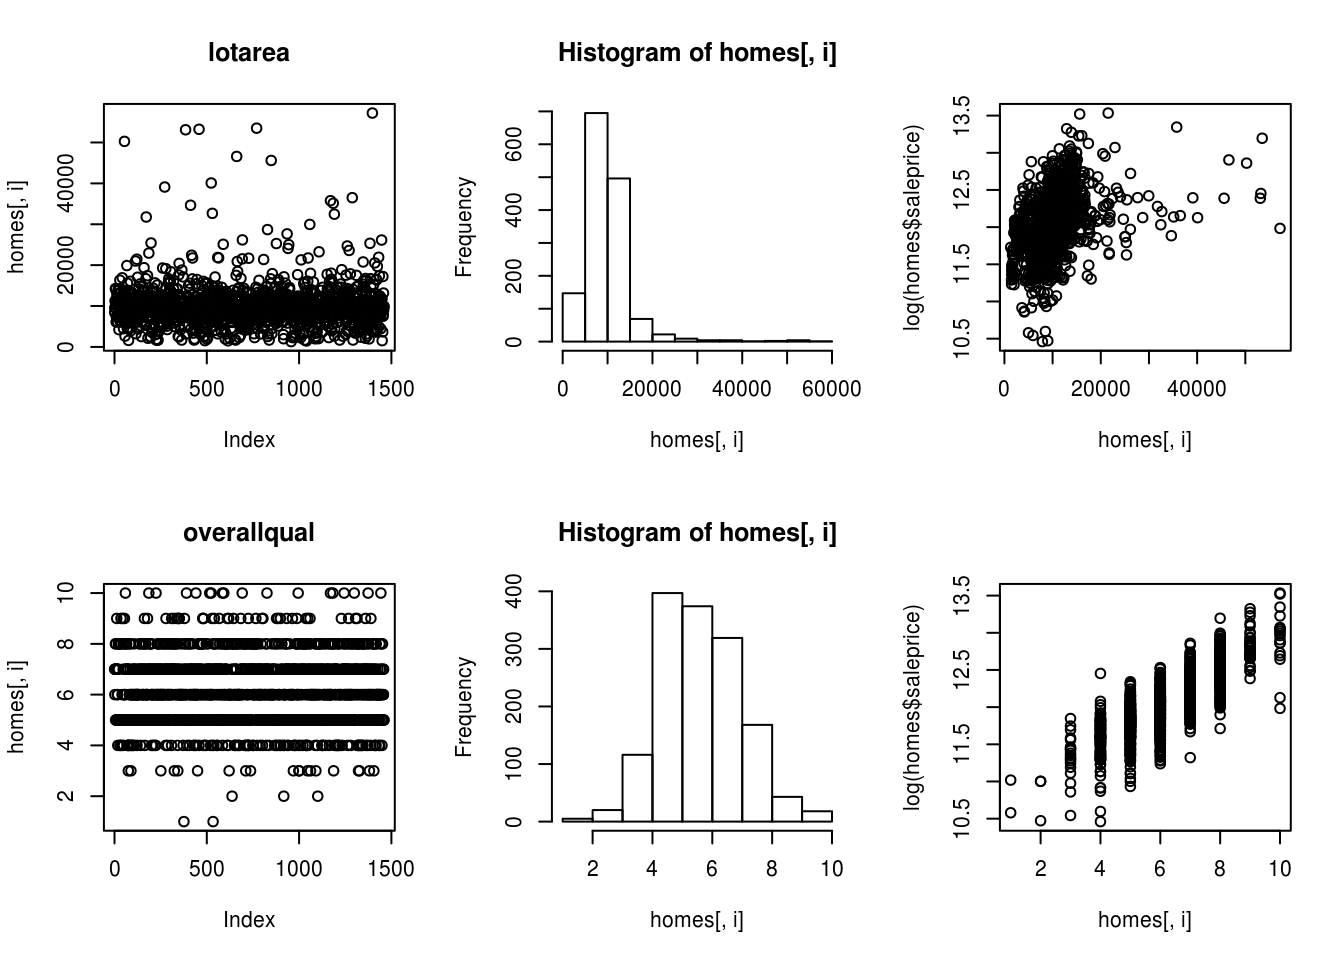 lotarea
homes[, i]
0 20000 40000
0 500 1000 1500
Index
Histogram of homes[, i]
Frequency
0 200 400 600
0 20000 40000 60000
homes[, i]
log(homes$saleprice)
10.5 11.5 12.5 13.5
0 20000 40000
homes[, i]
overallqual
homes[, i]
2 4 6 8 10
0 500 1000 1500
Index
Histogram of homes[, i]
Frequency
0 100 200 300 400
2 4 6 8 10
homes[, i]
log(homes$saleprice)
10.5 11.5 12.5 13.5
2 4 6 8 10
homes[, i]